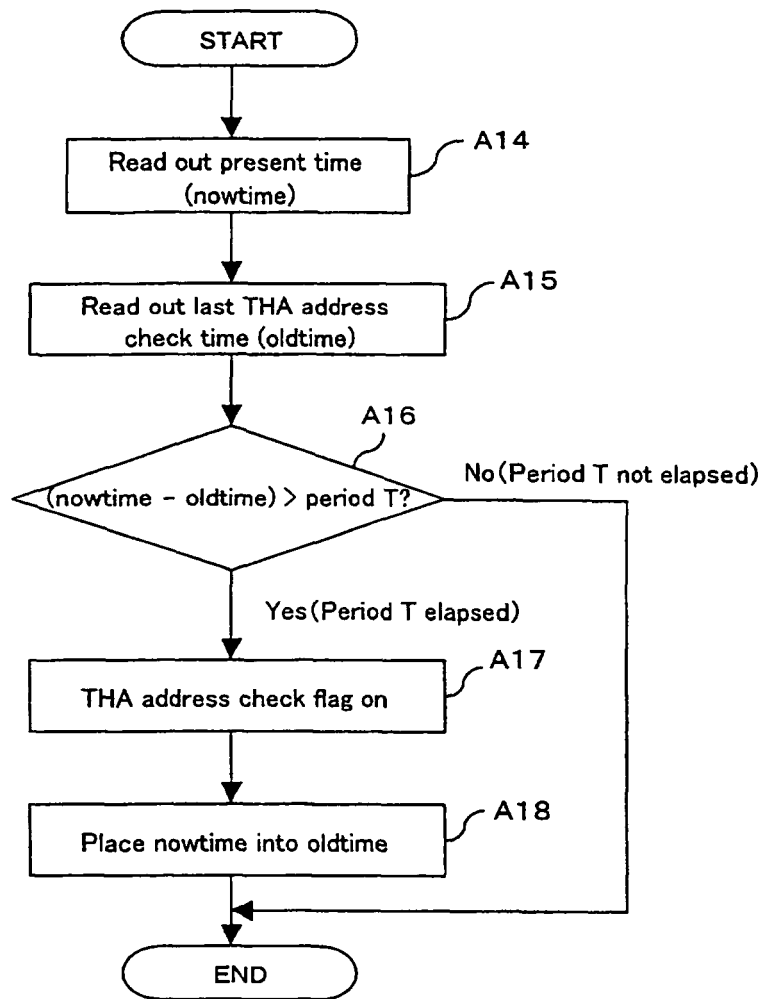 START
A14
Read out present time
(nowtime)
A15
Read out last THA address
check time (oldtime)
A16
(nowtime - oldtime) > period T?
No(Period T not elapsed)
Yes(Period T elapsed)
A17
THA address check flag on
A18
Place nowtime into oldtime
END